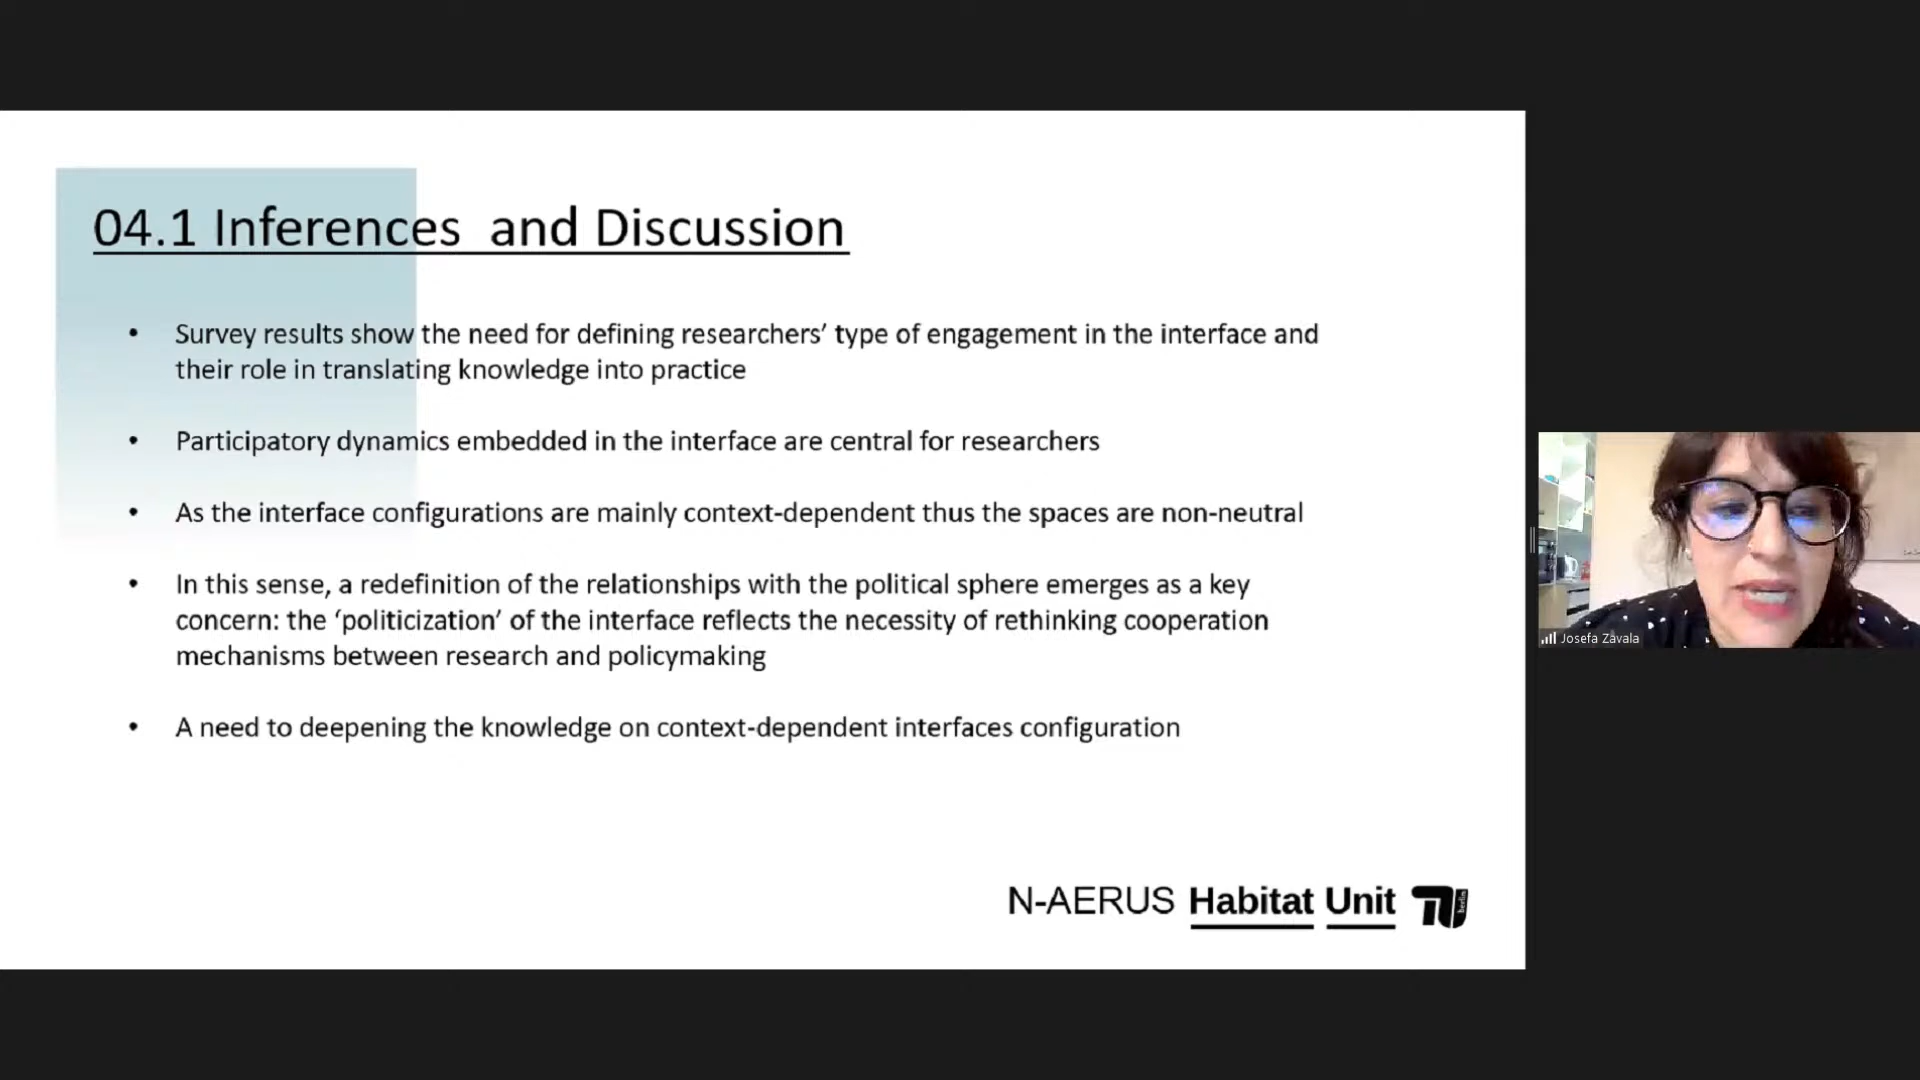 04.1 Inferences and Discussion
• Survey results show the need for defining researchers’ type of engagement in the interface and
their role in translating knowledge into practice
• Participatory dynamics embedded in the interface are central for researchers
• As the interface configurations are mainly context-dependent thus the spaces are non-neutral
• In this sense, a redefinition of the relationships with the political sphere emerges as a key
concern: the ‘politicization’ of the interface reflects the necessity of rethinking cooperation
mechanisms between research and policymaking
• A need to deepening the knowledge on context-dependent interfaces configuration
Josefa Zavala
N-AERUS Habitat Unit
berlin